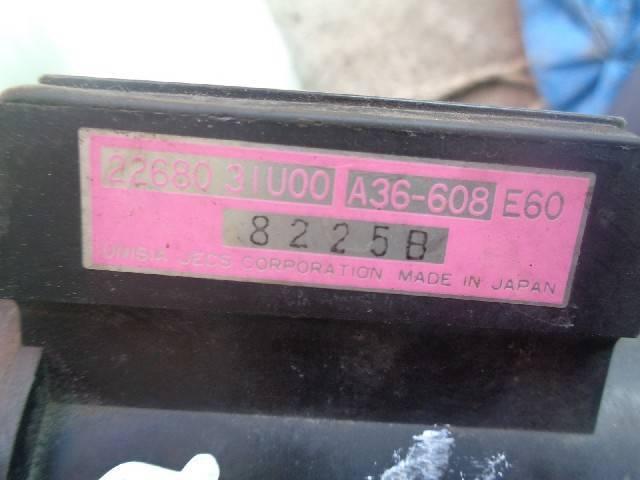 22680 31U00 A36-608 E60
8225B
UNISIA JECS CORPORATION MADE IN JAPAN